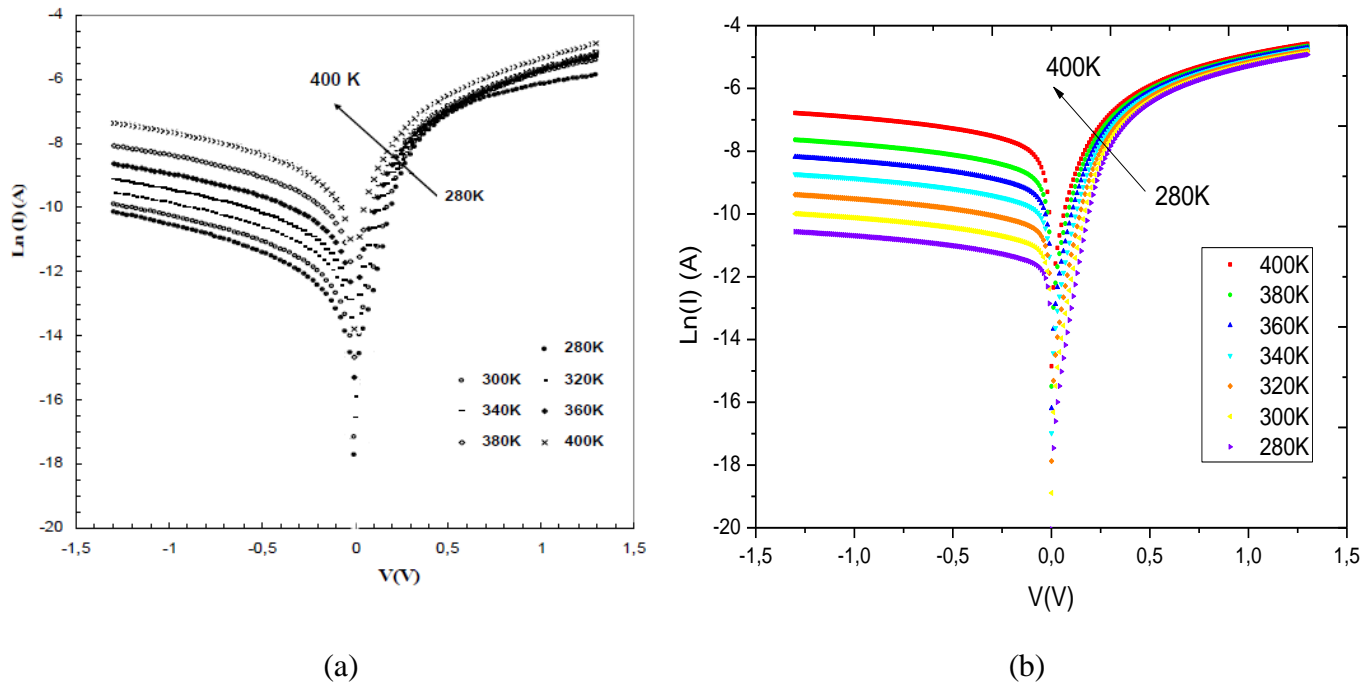 -4
-6
-8
-10
-12
-14
-16
-18
-20
Ln (I) (A)
400 K
280K
280K
300K
320K
340K
360K
380K
400K
-1,5
-1
-0,5
0
0,5
1
1,5
V(V)
(a)
-4
-6
-8
-10
-12
-14
-16
-18
-20
Ln(I) (A)
400K
280K
400K
380K
360K
340K
320K
300K
280K
-1,5
-1,0
-0,5
0,0
0,5
1,0
1,5
V(V)
(b)